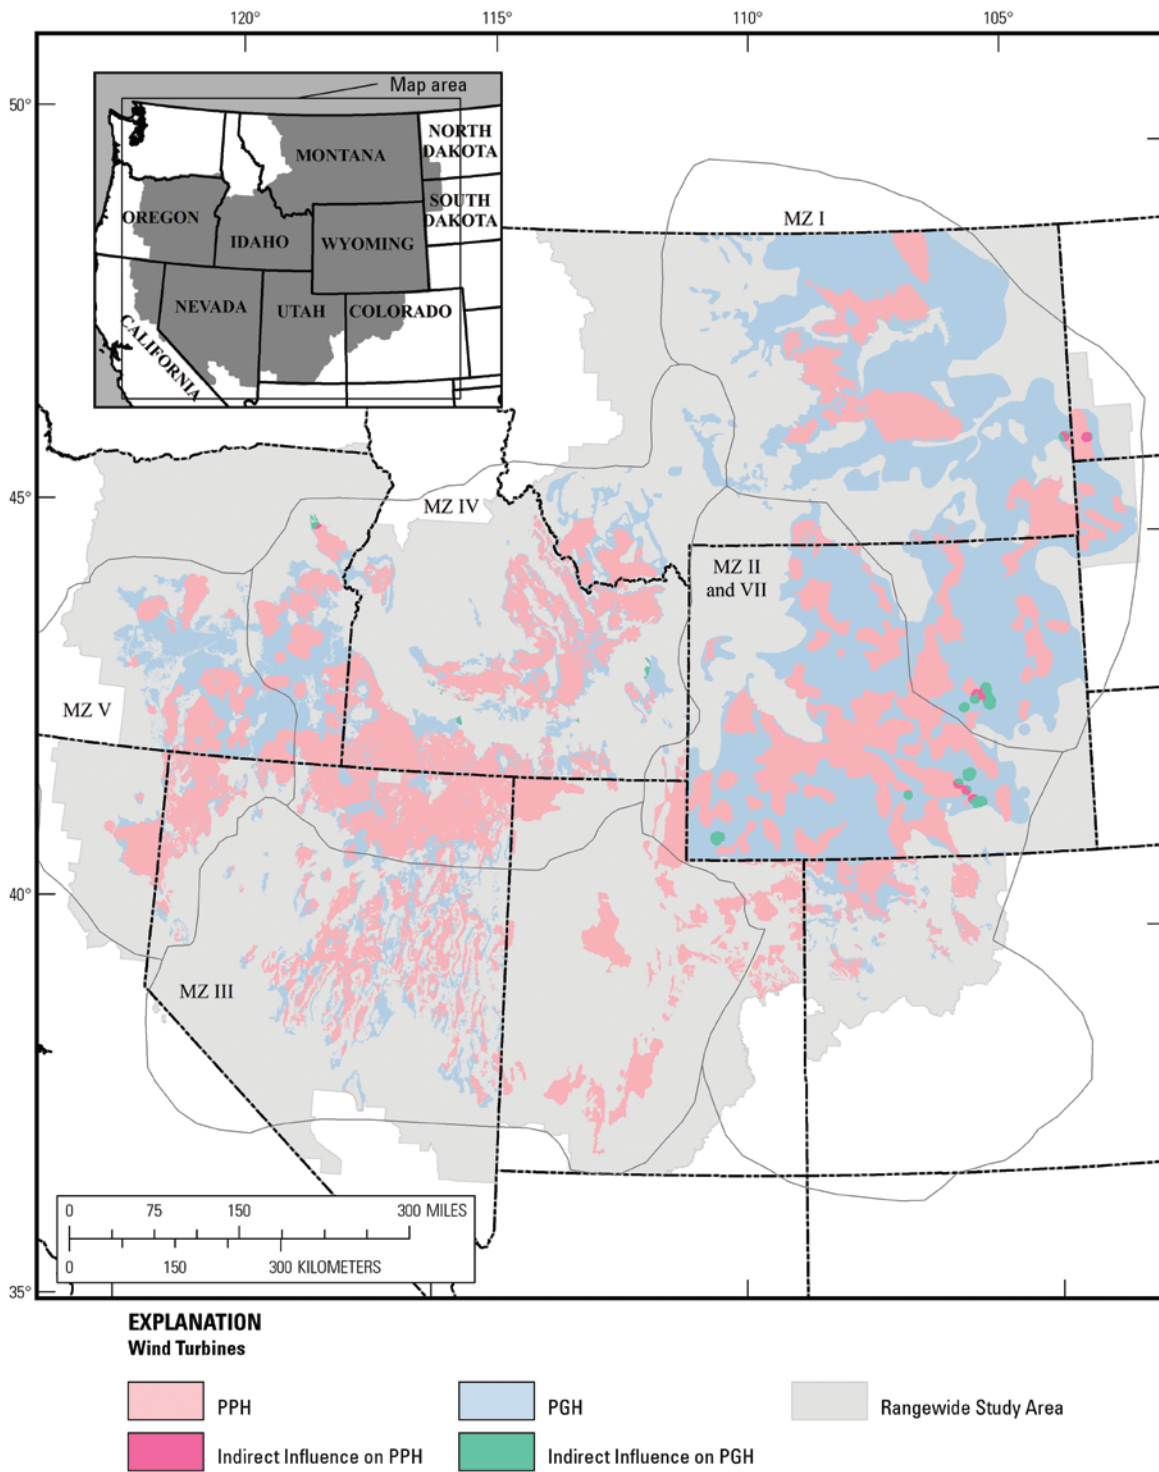 120°
115°
110°
105°
50°
45°
40°
35°
Map area
NORTH
DAKOTA
MONTANA
SOUTH
DAKOTA
OREGON
IDAHO
WYOMING
NEVADA
UTAH
COLORADO
CALIFORNIA
MZ I
MZ IV
MZ II
and VII
MZ V
MZ III
0 75 150 300 MILES
0 150 300 KILOMETERS
EXPLANATION
Wind Turbines
PPH
PGH
Rangewide Study Area
Indirect Influence on PPH
Indirect Influence on PGH